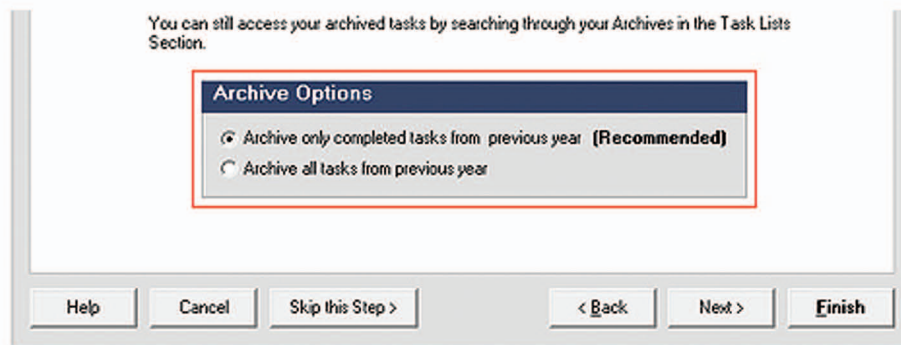 You can still access your archived tasks by searching through your Archives in the Task Lists
Section.
Archive Options
Archive only completed tasks from previous year (Recommended)
Archive all tasks from previous year
Help Cancel Skip this Step > < Back Next > Finish